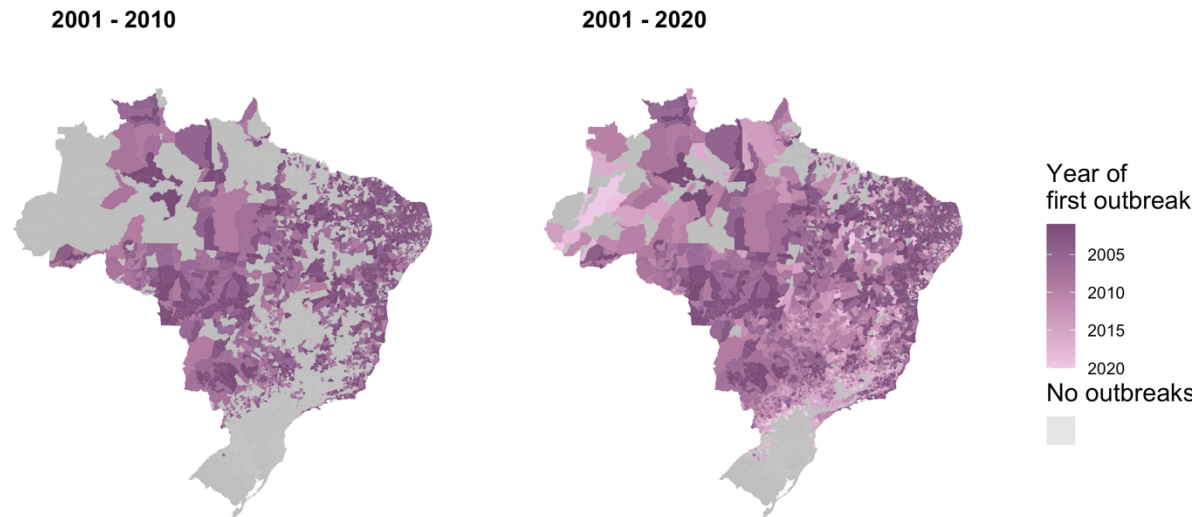 2001 - 2010
2001 - 2020
Year of
first outbreak
2005
2010
2015
2020
No outbreaks